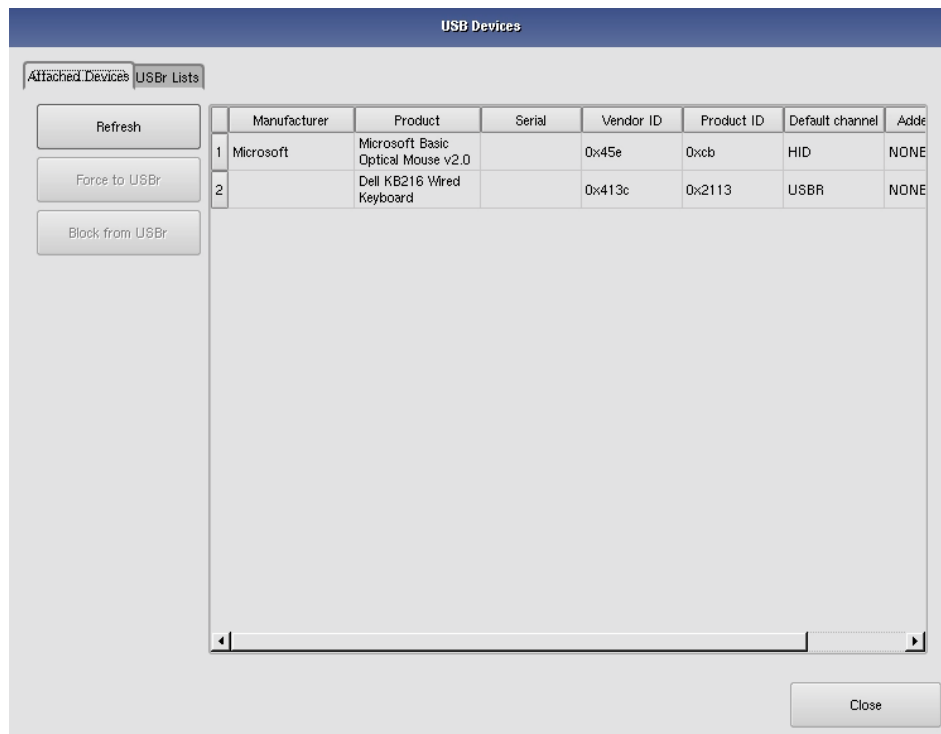 USB Devices
Attached Devices USBr Lists
Refresh
Force to USBr
Block from USBr
Manufacturer Product Serial Vendor ID Product ID Default channel Adde
1 Microsoft Microsoft Basic Optical Mouse v2.0 0x45e 0xcb HID NONE
2 Dell KB216 Wired Keyboard 0x413c 0x2113 USBR NONE
Close